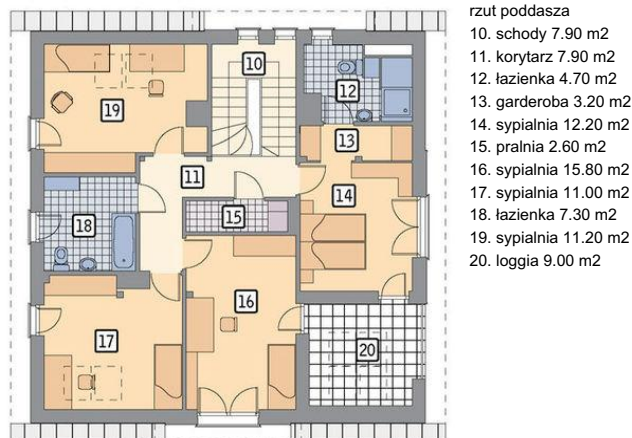 rzut poddasza
10. schody 7.90 m2
11. korytarz 7.90 m2
12. łazienka 4.70 m2
13. garderoba 3.20 m2
14. sypialnia 12.20 m2
15. pralnia 2.60 m2
16. sypialnia 15.80 m2
17. sypialnia 11.00 m2
18. łazienka 7.30 m2
19. sypialnia 11.20 m2
20. loggia 9.00 m2
10
12
19
13
11
14
15
18
16
17
20